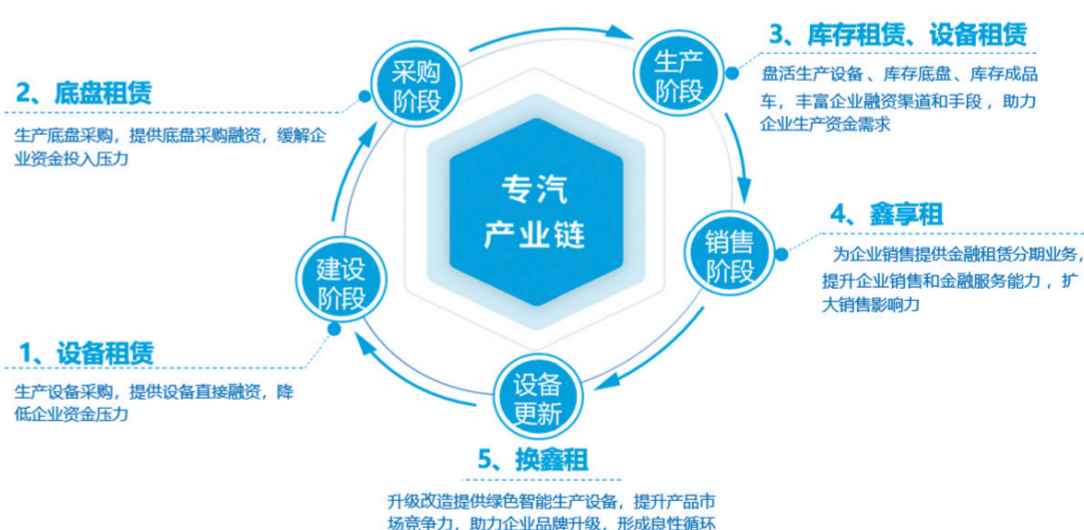 专汽
产业链
建设
阶段
1、设备租赁
生产设备采购，提供设备直接融资，降
低企业资金压力
采购
阶段
2、底盘租赁
生产底盘采购，提供底盘采购融资，缓解企
业资金投入压力
生产
阶段
3、库存租赁、设备租赁
盘活生产设备、库存底盘、库存成品
车，丰富企业融资渠道和手段，助力
企业生产资金需求
销售
阶段
4、鑫享租
为企业销售提供金融租赁分期业务，
提升企业销售和金融服务能力，扩
大销售影响力
设备
更新
5、换鑫租
升级改造提供绿色智能生产设备，提升产品市
场竞争力，助力企业品牌升级，形成良性循环